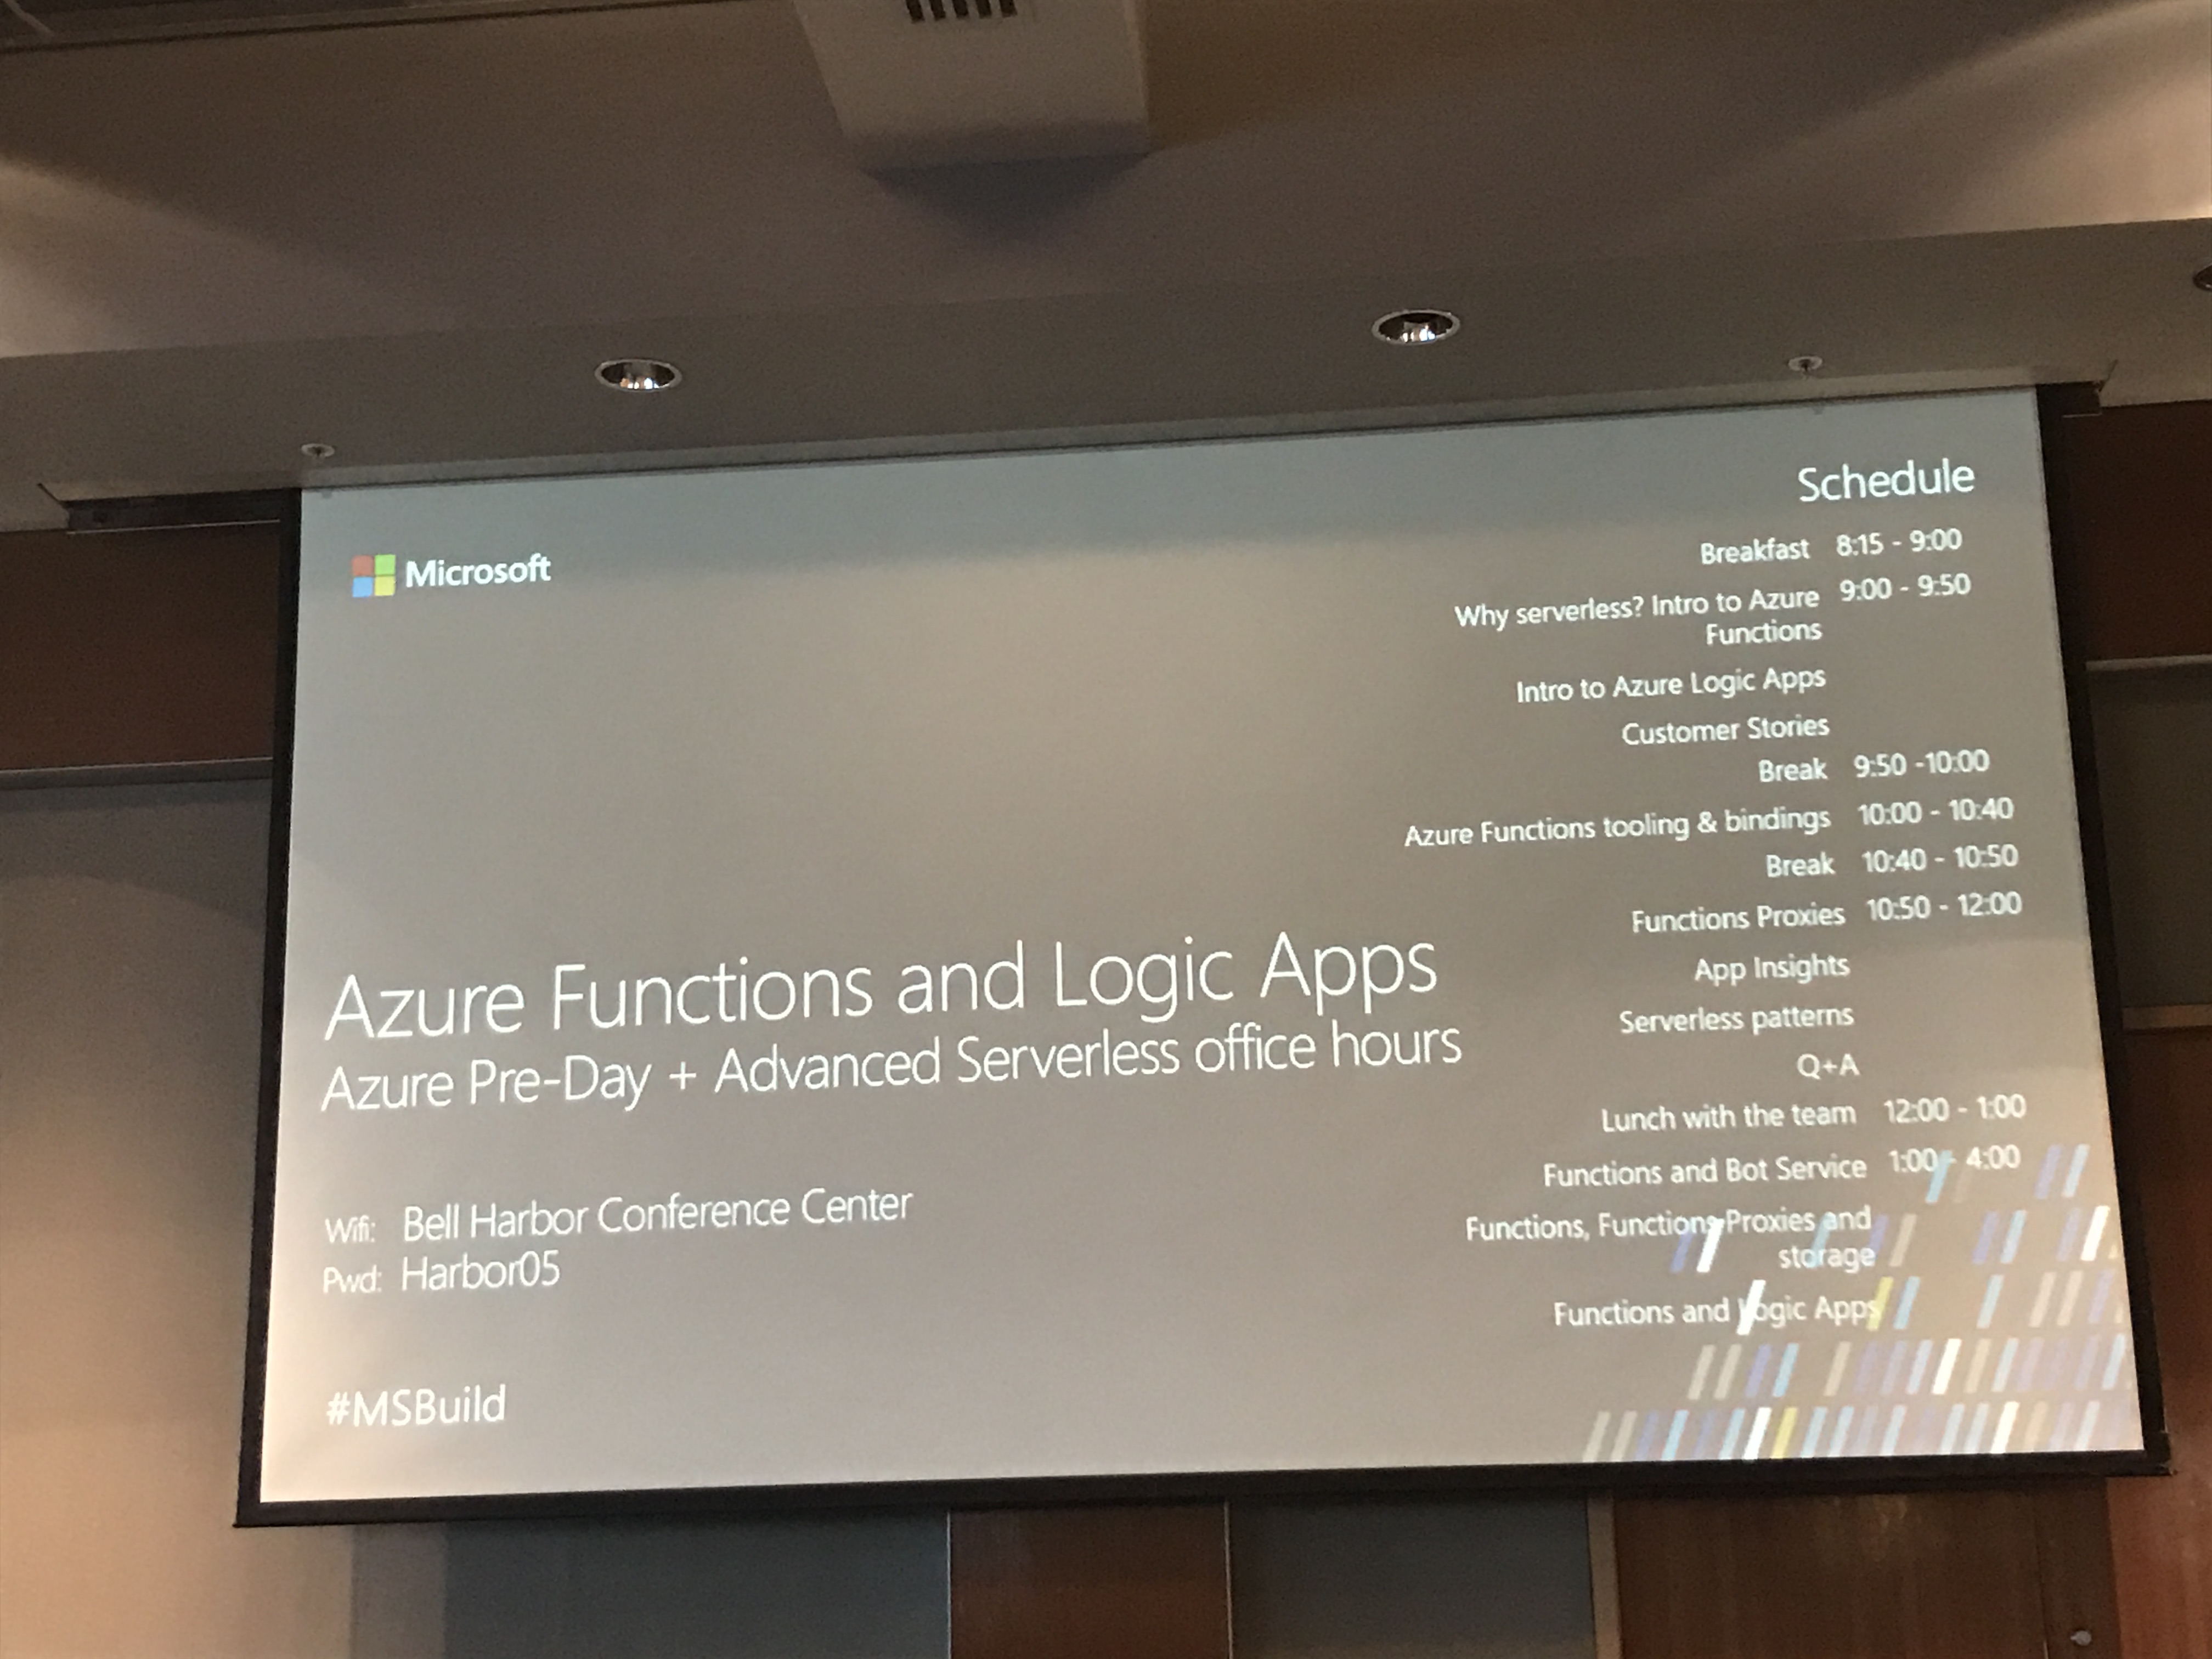 Microsoft
Azure Functions and Logic Apps
Azure Pre-Day + Advanced Serverless office hours
Wifi: Bell Harbor Conference Center
Pwd: Harbor05
#MSBuild
Schedule
Breakfast 8:15 - 9:00
Why serverless? Intro to Azure 9:00 - 9:50
Functions
Intro to Azure Logic Apps
Customer Stories
Break 9:50 -10:00
Azure Functions tooling & bindings 10:00 - 10:40
Break 10:40 - 10:50
Functions Proxies 10:50 - 12:00
App Insights
Serverless patterns
Q+A
Lunch with the team 12:00 - 1:00
Functions and Bot Service 1:00 - 4:00
Functions, Functions Proxies and
storage
Functions and Logic Apps